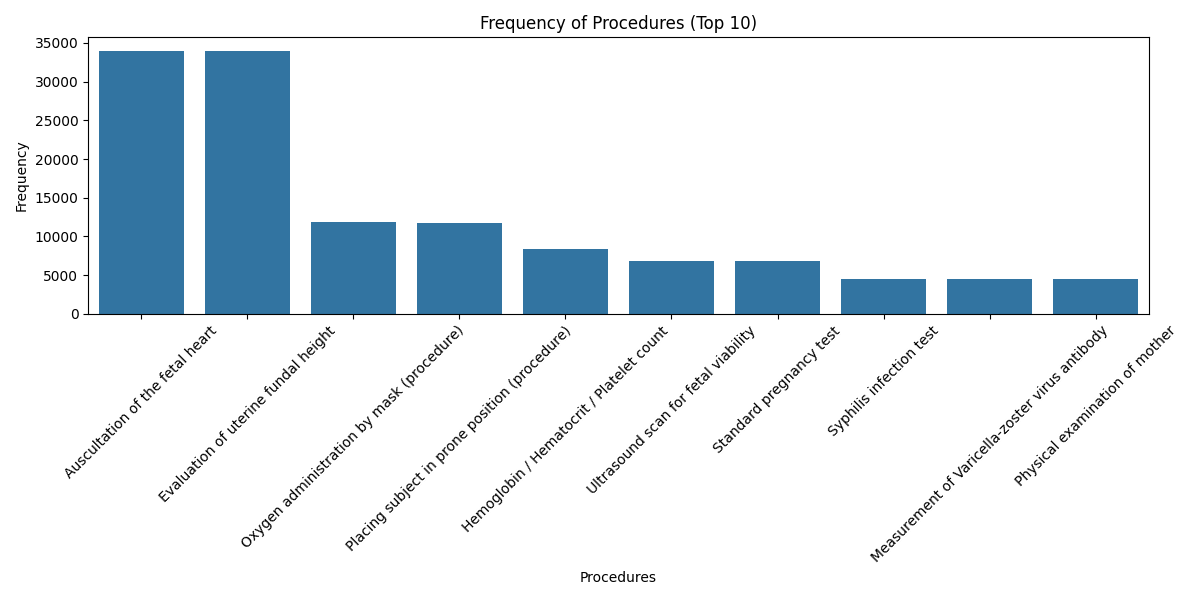 Frequency of Procedures (Top 10)
Frequency
35000
30000
25000
20000
15000
10000
5000
0
Auscultation of the fetal heart
Evaluation of uterine fundal height
Oxygen administration by mask (procedure)
Placing subject in prone position (procedure)
Hemoglobin / Hematocrit / Platelet count
Ultrasound scan for fetal viability
Standard pregnancy test
Syphilis infection test
Measurement of Varicella-zoster virus antibody
Physical examination of mother
Procedures